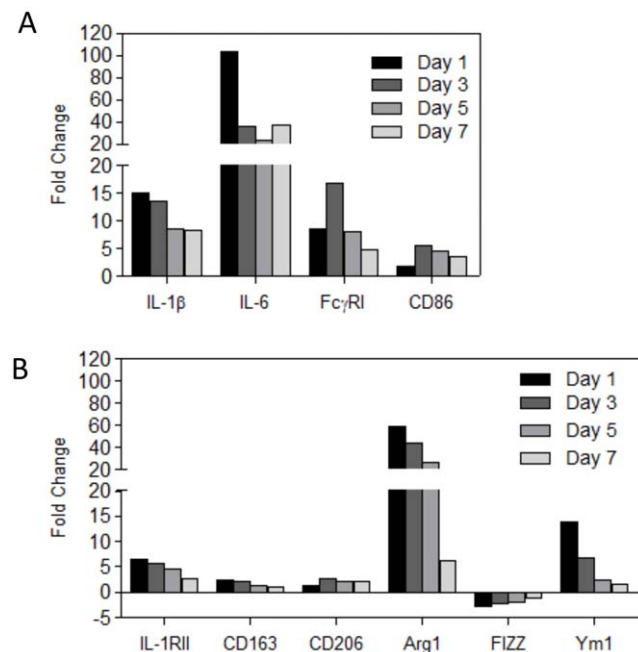 A
Fold Change
120
100
80
60
40
20
20
15
10
5
0
Day 1
Day 3
Day 5
Day 7
IL-1β IL-6 FcγRI CD86
B
Fold Change
120
100
80
60
40
20
20
15
10
5
0
-5
Day 1
Day 3
Day 5
Day 7
IL-1RII CD163 CD206 Arg1 FIZZ Ym1